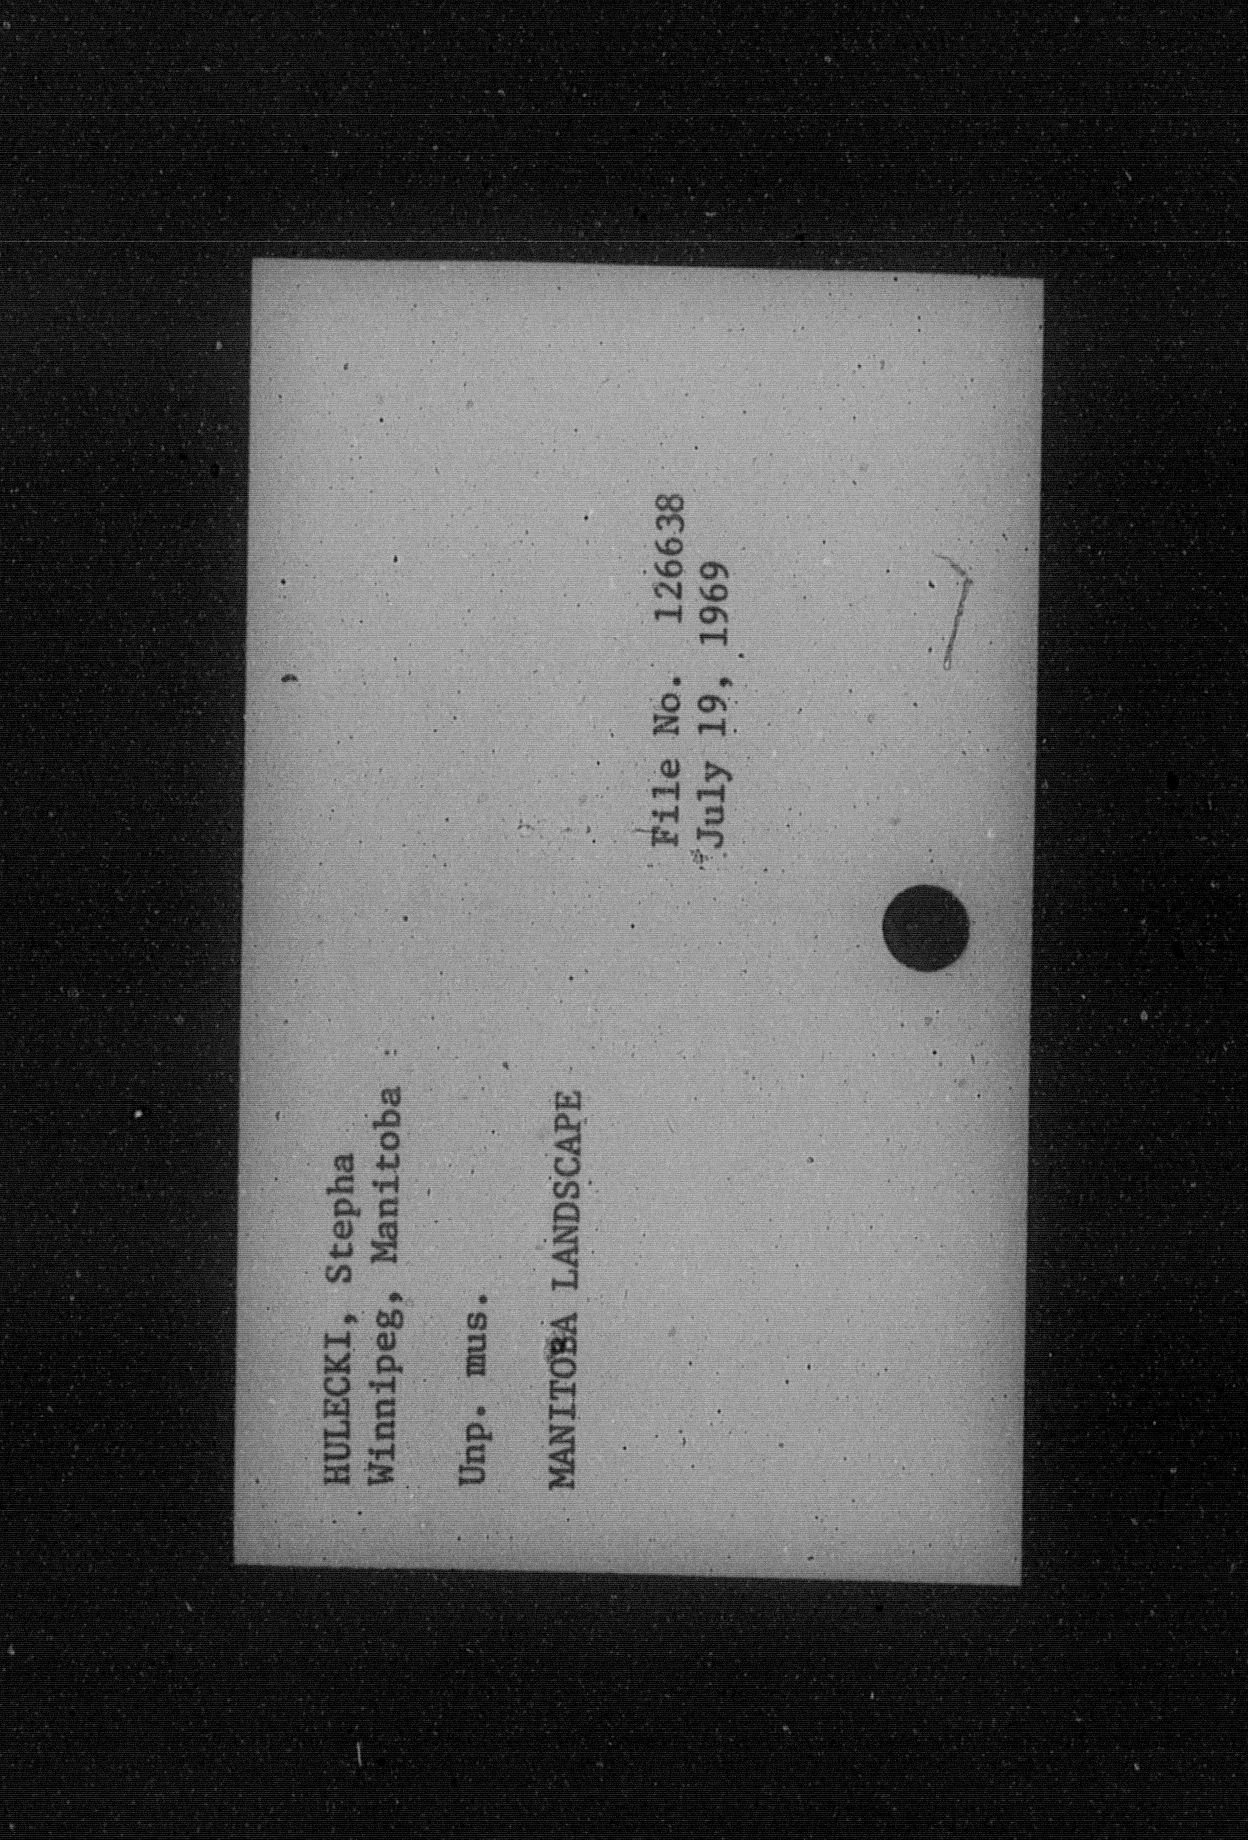 HULECKI, Stepha
Winnipeg, Manitoba :
Unp. mus.
MANITOBA LANDSCAPE
File No. 126638
July 19, 1969